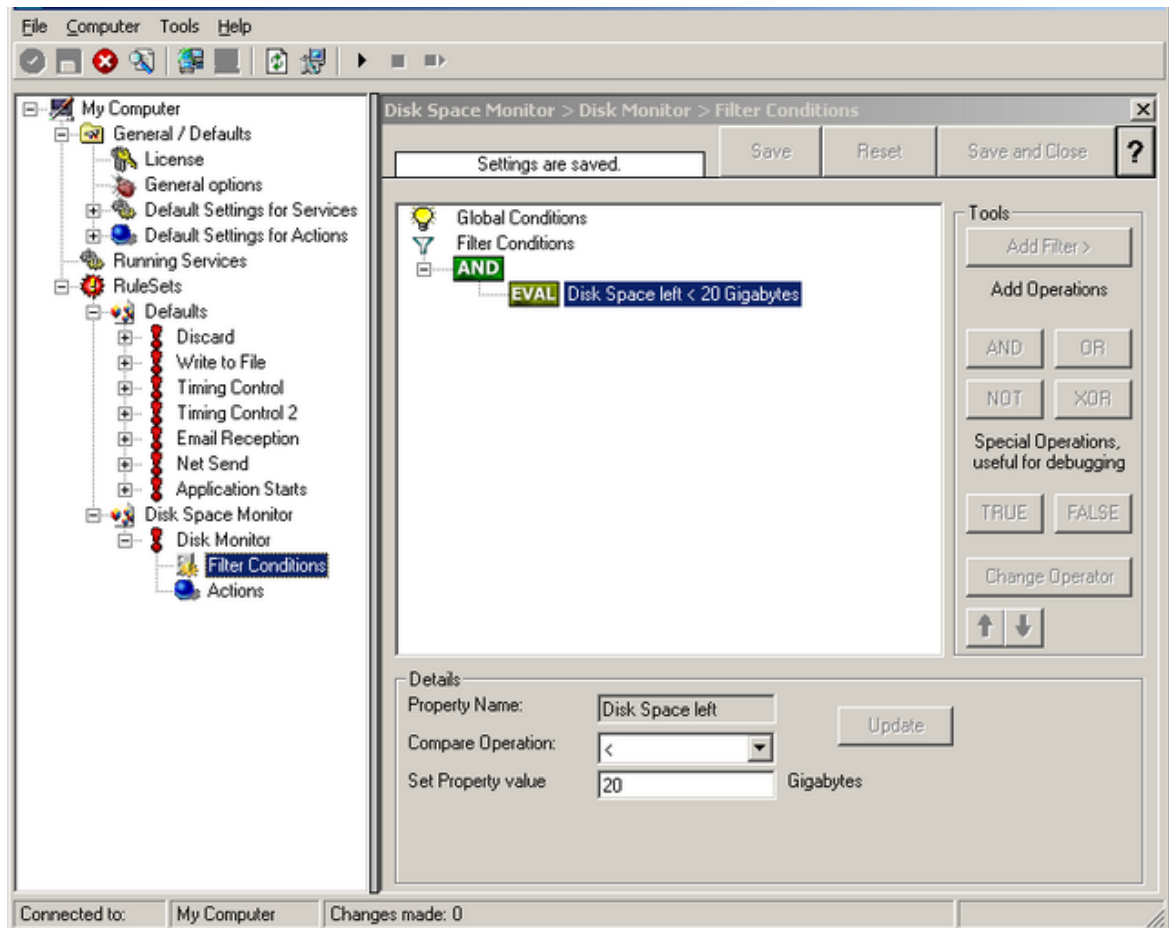 File Computer Tools Help
My Computer
General / Defaults
License
General options
Default Settings for Services
Default Settings for Actions
Running Services
RuleSets
Defaults
Discard
Write to File
Timing Control
Timing Control 2
Email Reception
Net Send
Application Starts
Disk Space Monitor
Disk Monitor
Filter Conditions
Actions
Disk Space Monitor > Disk Monitor > Filter Conditions
Settings are saved.
Save
Reset
Save and Close
?
Global Conditions
Filter Conditions
AND
EVAL Disk Space left < 20 Gigabytes
Tools
Add Filter >
Add Operations
AND OR
NOT XOR
Special Operations,
useful for debugging
TRUE FALSE
Change Operator
Details
Property Name: Disk Space left
Update
Compare Operation: <
Set Property value 20 Gigabytes
Connected to: My Computer Changes made: 0